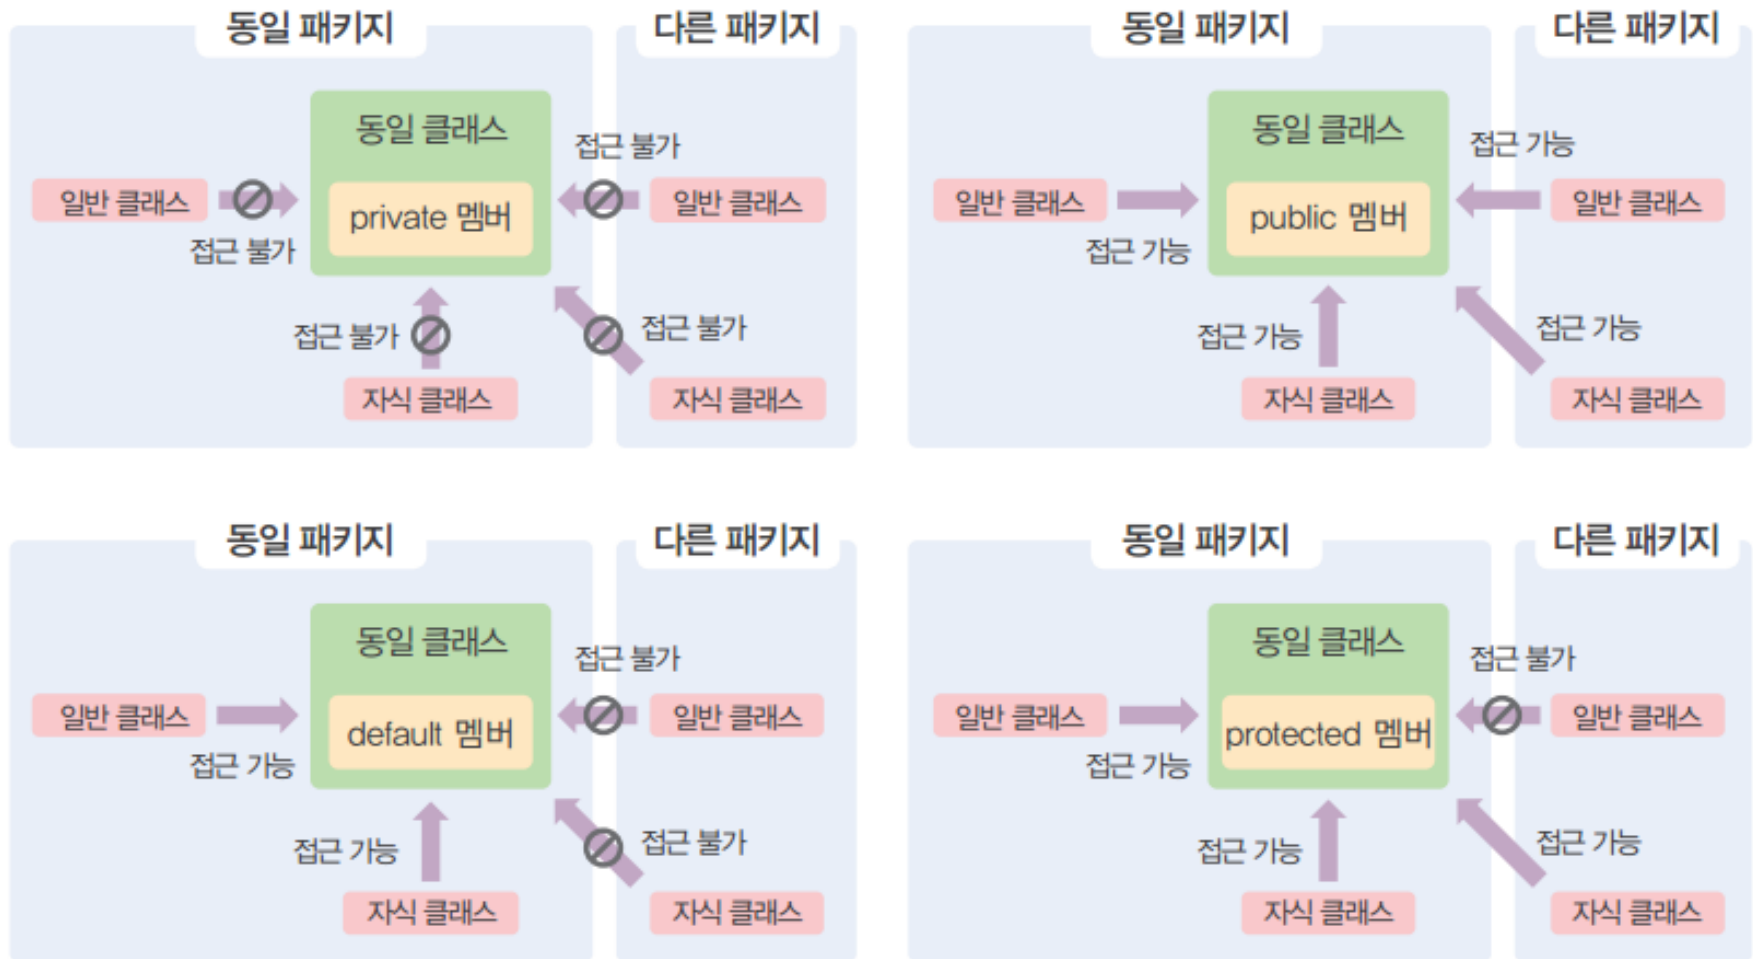 동일 패키지
다른 패키지
동일 클래스
접근 불가
일반 클래스
private 멤버
일반 클래스
접근 불가
접근 불가
접근 불가
자식 클래스
자식 클래스
동일 패키지
다른 패키지
동일 클래스
접근 가능
일반 클래스
public 멤버
일반 클래스
접근 가능
접근 가능
접근 가능
자식 클래스
자식 클래스
동일 패키지
다른 패키지
동일 클래스
접근 불가
일반 클래스
default 멤버
일반 클래스
접근 가능
접근 가능
접근 불가
자식 클래스
자식 클래스
동일 패키지
다른 패키지
동일 클래스
접근 불가
일반 클래스
protected 멤버
일반 클래스
접근 가능
접근 가능
접근 가능
자식 클래스
자식 클래스